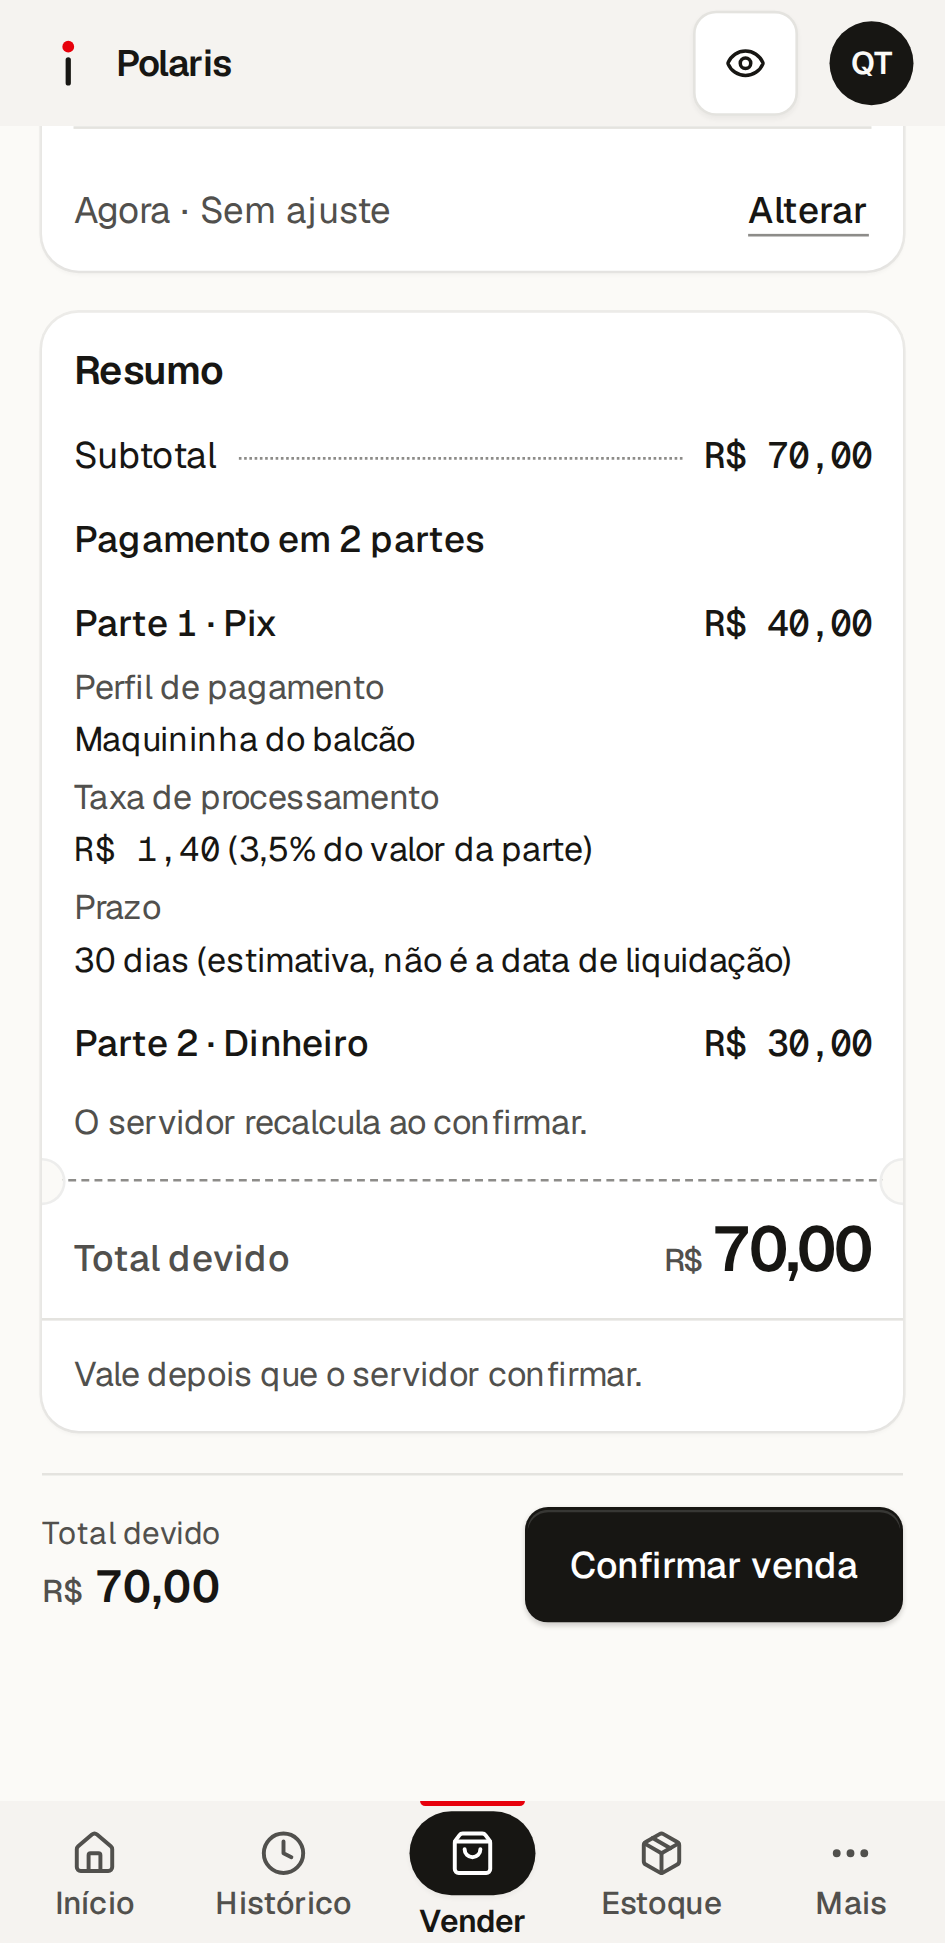 Polaris
QT
Agora · Sem ajuste
Alterar
Resumo
Subtotal R$ 70,00
Pagamento em 2 partes
Parte 1 · Pix R$ 40,00
Perfil de pagamento
Maquininha do balcão
Taxa de processamento
R$ 1,40 (3,5% do valor da parte)
Prazo
30 dias (estimativa, não é a data de liquidação)
Parte 2 · Dinheiro R$ 30,00
O servidor recalcula ao confirmar.
Total devido R$ 70,00
Vale depois que o servidor confirmar.
Total devido
R$ 70,00
Confirmar venda
Início
Histórico
Vender
Estoque
Mais